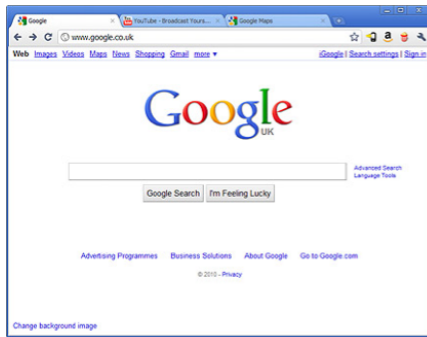 Google
YouTube - Broadcast Yours...
Google Maps
www.google.co.uk
Web Images Videos Maps News Shopping Gmail more ▼
iGoogle | Search settings | Sign in
Google
UK
Advanced Search
Language Tools
Google Search
I'm Feeling Lucky
Advertising Programmes Business Solutions About Google Go to Google.com
© 2010 - Privacy
Change background image